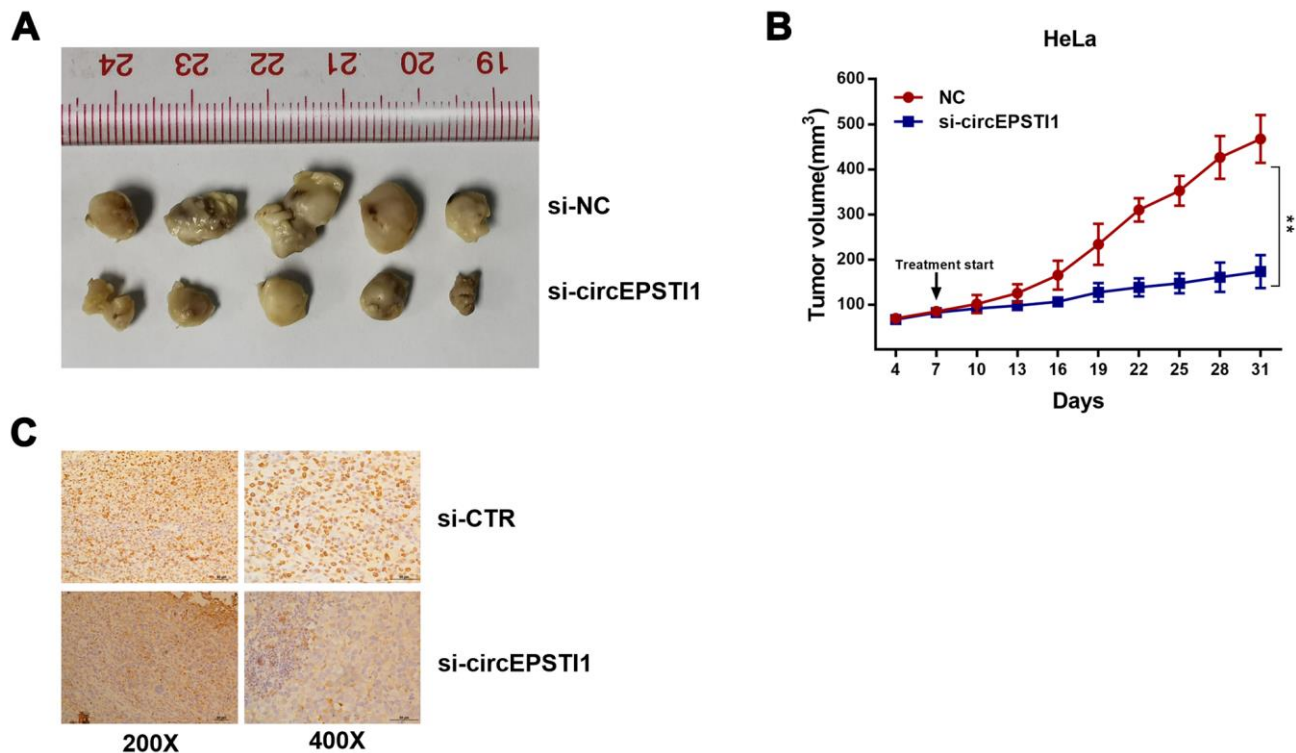 A
24 23 22 21 20 19
si-NC
si-circEPSTI1
B
HeLa
NC
si-circEPSTI1
Tumor volume(mm³)
600
500
400
300
200
100
Treatment start
**
4 7 10 13 16 19 22 25 28 31
Days
C
si-CTR
si-circEPSTI1
200X 400X